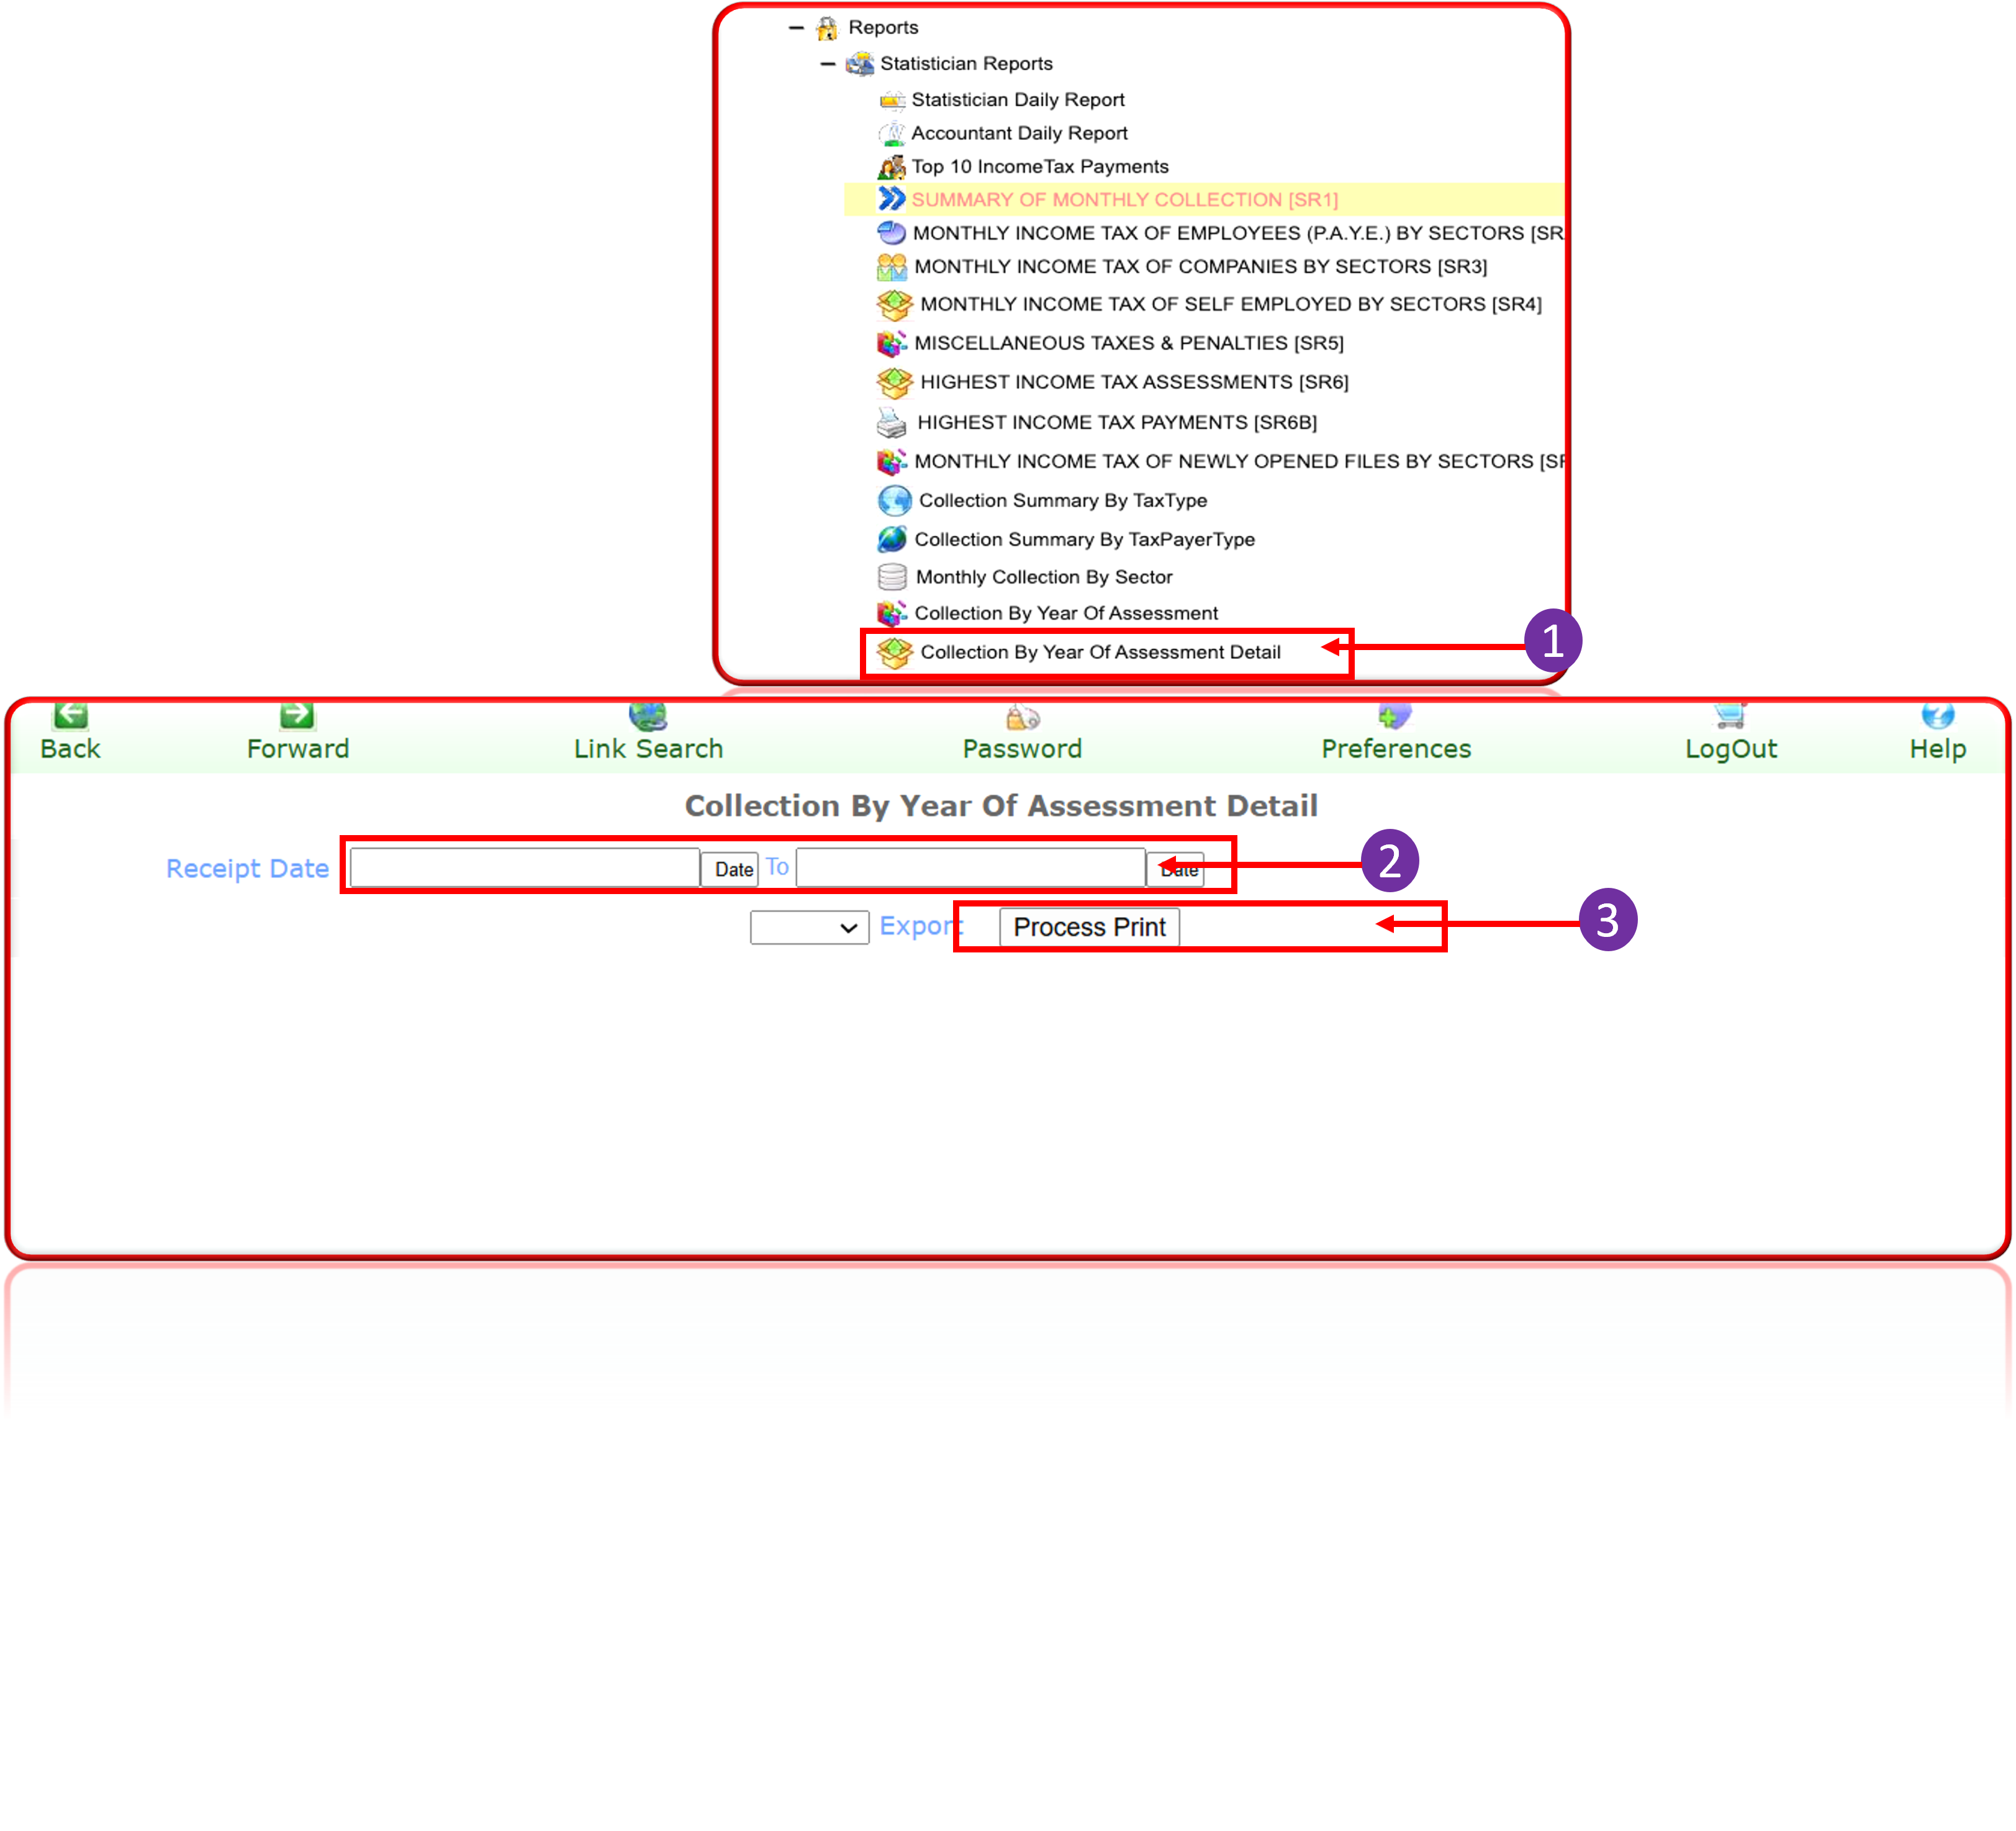 Reports
Statistician Reports
Statistician Daily Report
Accountant Daily Report
Top 10 IncomeTax Payments
SUMMARY OF MONTHLY COLLECTION [SR1]
MONTHLY INCOME TAX OF EMPLOYEES (P.A.Y.E.) BY SECTORS [SR
MONTHLY INCOME TAX OF COMPANIES BY SECTORS [SR3]
MONTHLY INCOME TAX OF SELF EMPLOYED BY SECTORS [SR4]
MISCELLANEOUS TAXES & PENALTIES [SR5]
HIGHEST INCOME TAX ASSESSMENTS [SR6]
HIGHEST INCOME TAX PAYMENTS [SR6B]
MONTHLY INCOME TAX OF NEWLY OPENED FILES BY SECTORS [SR
Collection Summary By TaxType
Collection Summary By TaxPayerType
Monthly Collection By Sector
Collection By Year Of Assessment
Collection By Year Of Assessment Detail 1
Back Forward Link Search Password Preferences LogOut Help
Collection By Year Of Assessment Detail
Receipt Date Date To Date 2
Export Process Print 3